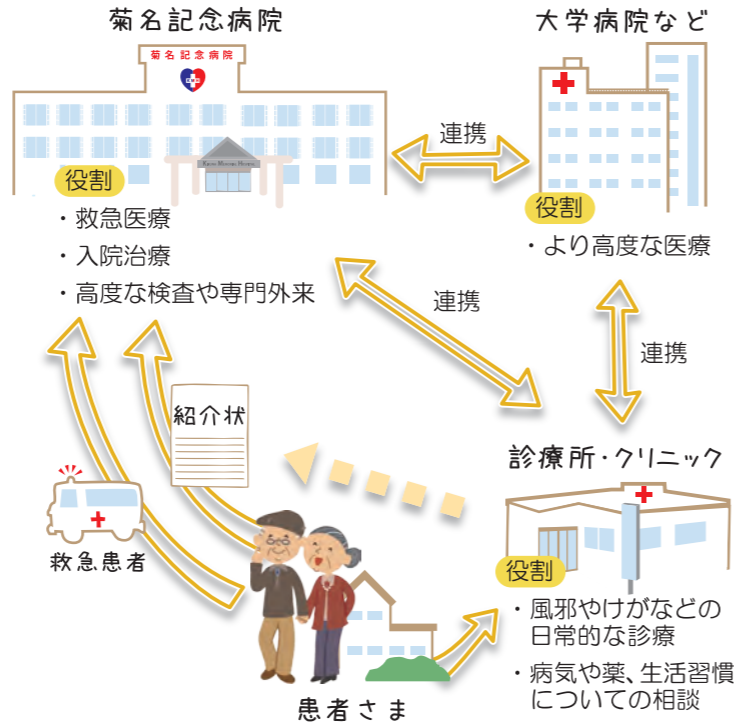 菊名記念病院
大学病院など
菊名記念病院
連携
役割
・救急医療
・入院治療
・高度な検査や専門外来
役割
・より高度な医療
連携
連携
紹介状
診療所・クリニック
救急患者
役割
・風邪やけがなどの
日常的な診療
・病気や薬、生活習慣
についての相談
患者さま